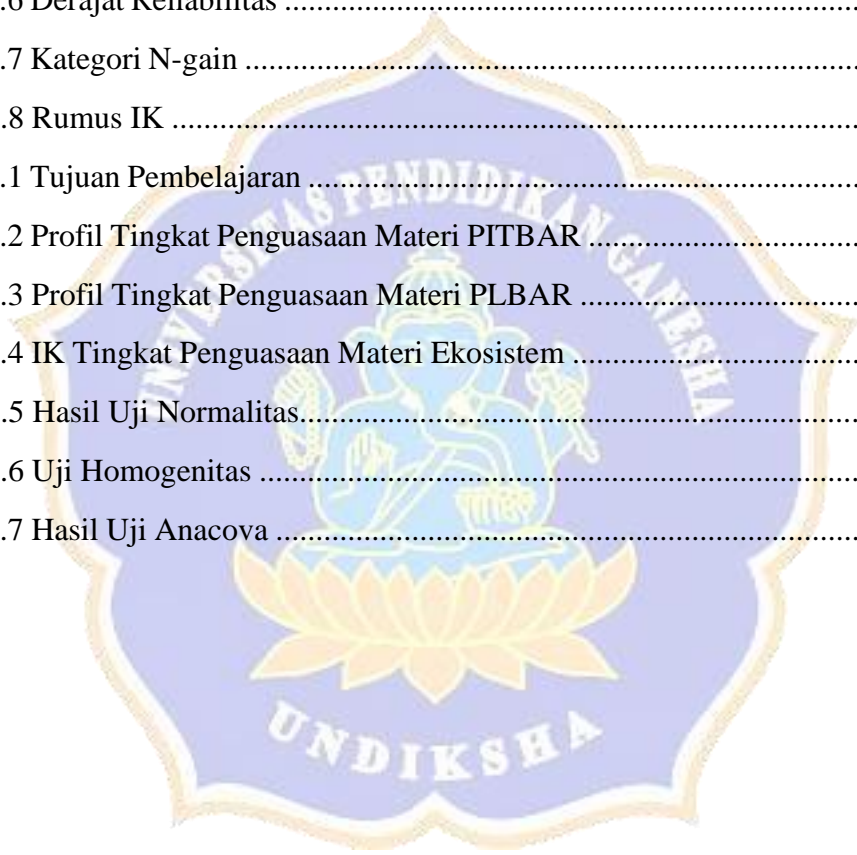 .6 Derajat Reliabilitas ........................................................................................
.7 Kategori N-gain ..............................................................................................
.8 Rumus IK ........................................................................................................
.1 Tujuan Pembelajaran .....................................................................................
.2 Profil Tingkat Penguasaan Materi PITBAR .........................................
.3 Profil Tingkat Penguasaan Materi PLBAR ..........................................
.4 IK Tingkat Penguasaan Materi Ekosistem ...........................................
.5 Hasil Uji Normalitas......................................................................................
.6 Uji Homogenitas ...........................................................................................
.7 Hasil Uji Anacova .........................................................................................
UNIVERSITAS PENDIDIKAN GANESHA
UNDIKSHA